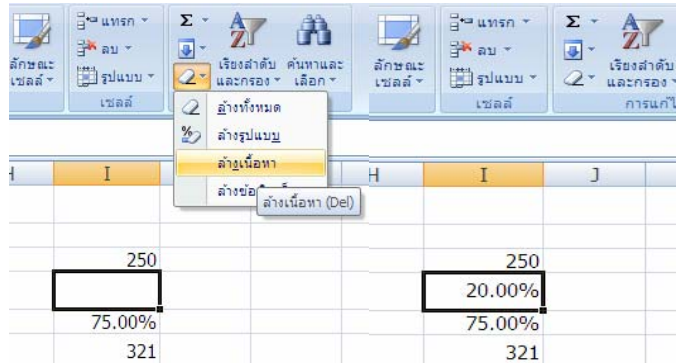 ลักษณะ
เซลล์
แทรก
ลบ
รูปแบบ
เซลล์
Σ
เรียงลำดับ
และกรอง
ค้นหาและ
เลือก
ล้างทั้งหมด
ล้างรูปแบบ
ล้างเนื้อหา
ล้างเนื้อหา (Del)
I
250
75.00%
321
ลักษณะ
เซลล์
แทรก
ลบ
รูปแบบ
เซลล์
Σ
เรียงลำดับ
และกรอง
H I J
250
20.00%
75.00%
321